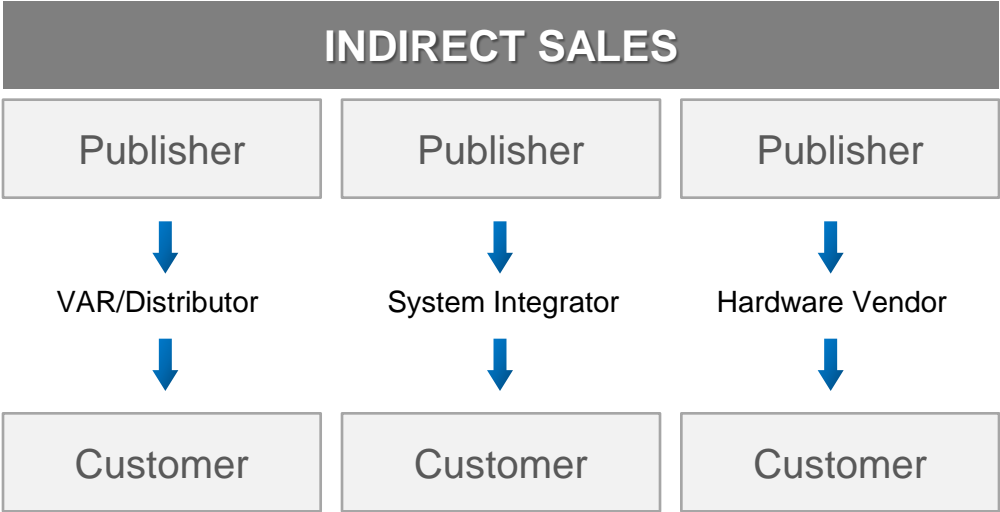 INDIRECT SALES
Publisher
Publisher
Publisher
VAR/Distributor
System Integrator
Hardware Vendor
Customer
Customer
Customer